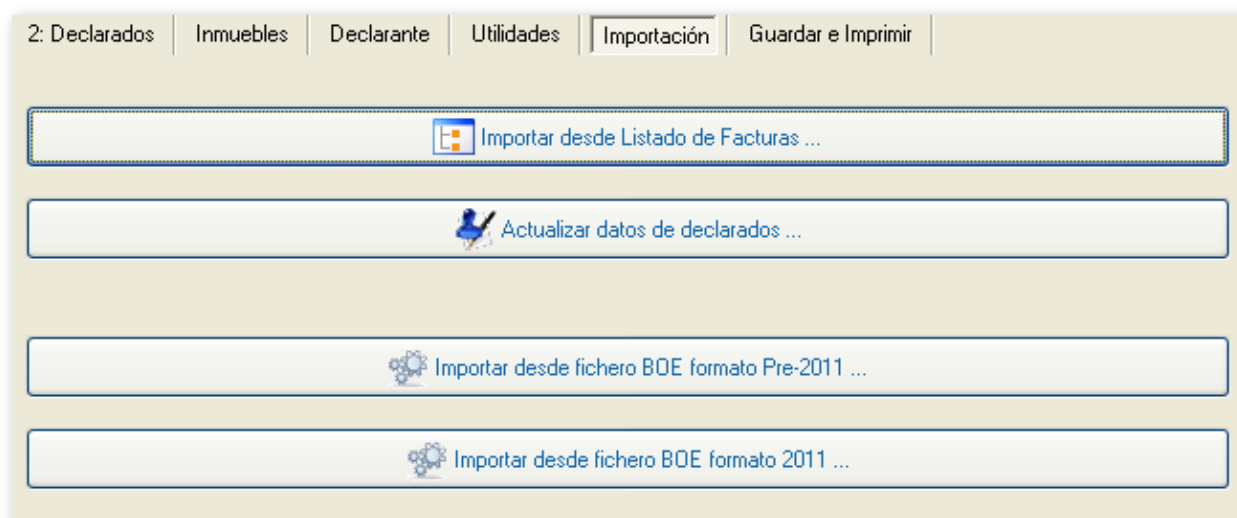 2: Declarados Inmuebles Declarante Utilidades Importación Guardar e Imprimir
Importar desde Listado de Facturas ...
Actualizar datos de declarados ...
Importar desde fichero BOE formato Pre-2011 ...
Importar desde fichero BOE formato 2011 ...